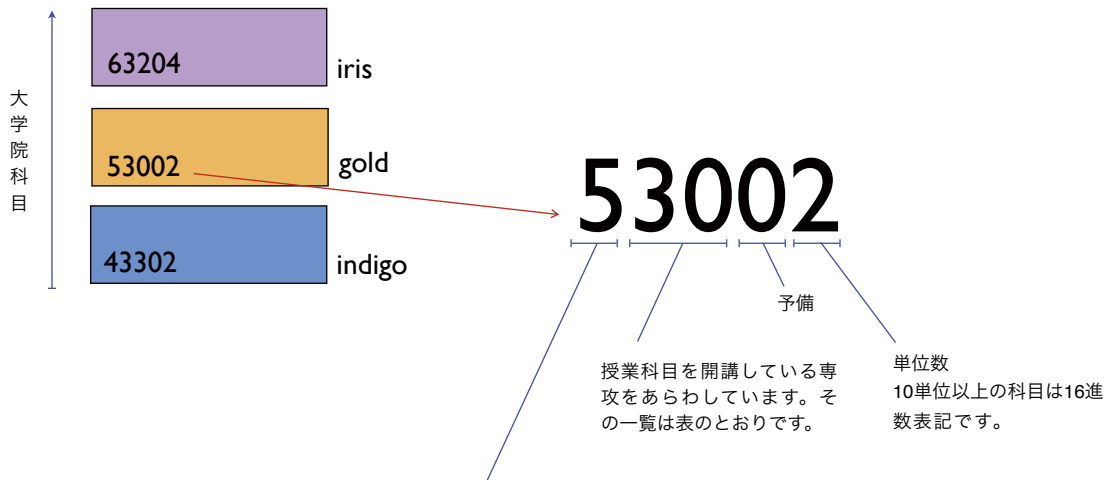 大学院科目
63204
iris
53002
gold
43302
indigo
53002
予備
授業科目を開講している専
攻をあらわしています。そ
の一覧は表のとおりです。
単位数
10単位以上の科目は16進
数表記です。